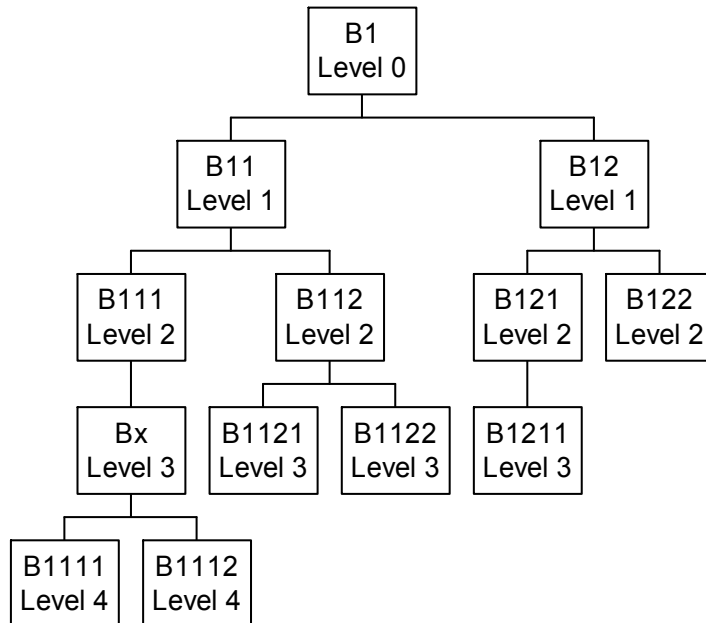 B1
Level 0
B11
Level 1
B12
Level 1
B111
Level 2
B112
Level 2
B121
Level 2
B122
Level 2
Bx
Level 3
B1121
Level 3
B1122
Level 3
B1211
Level 3
B1111
Level 4
B1112
Level 4